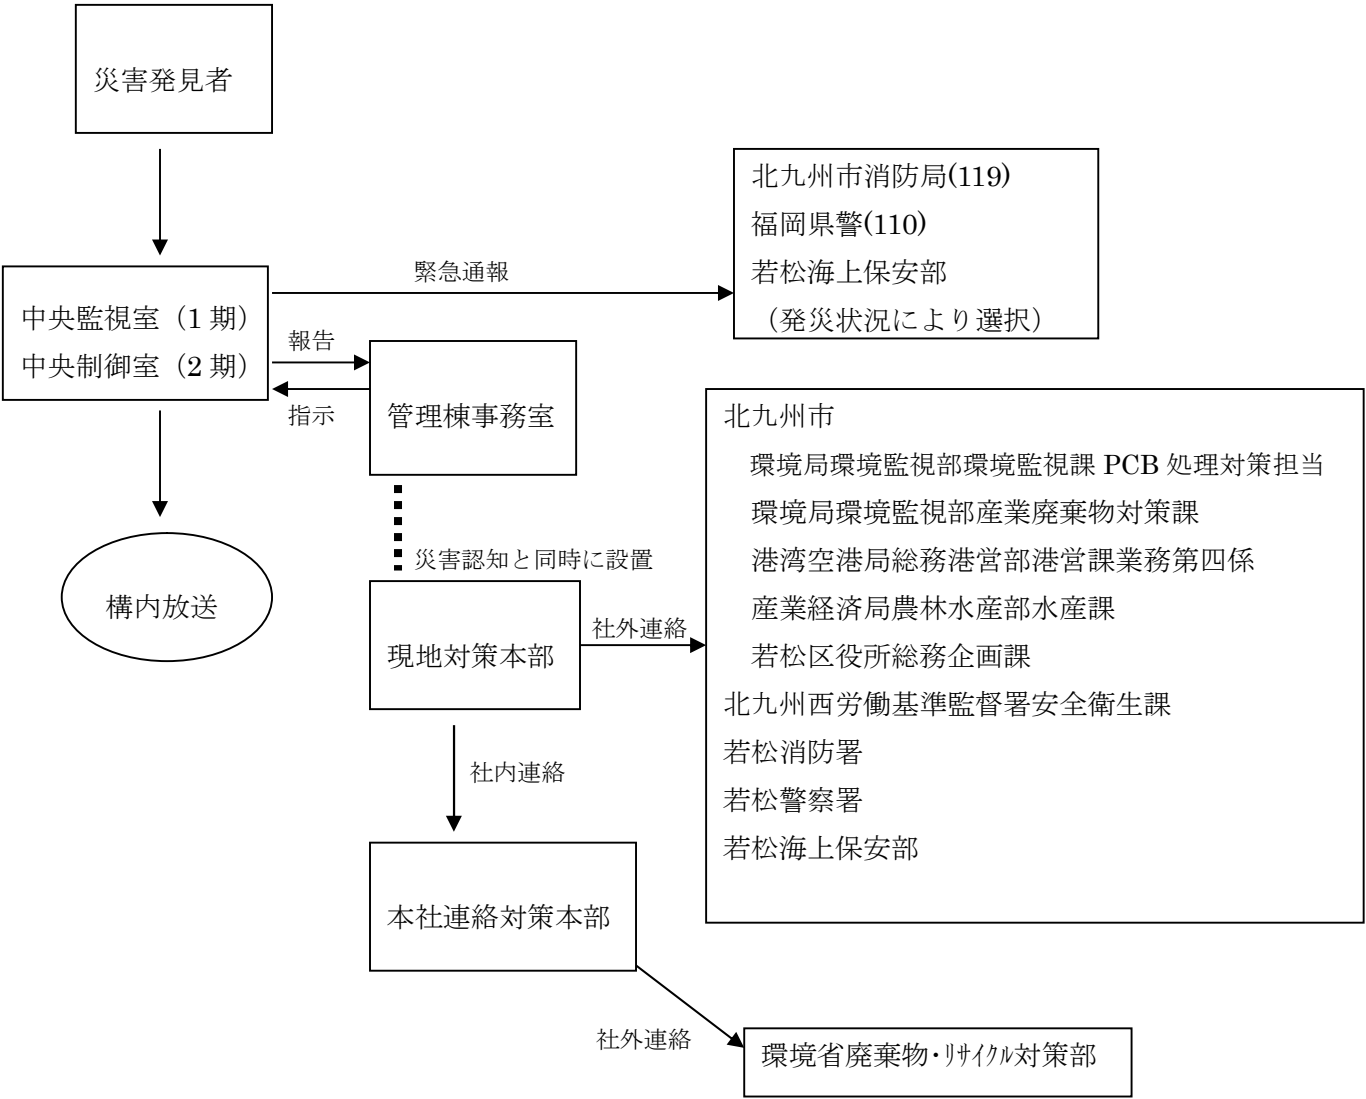 災害発見者
北九州市消防局(119)
福岡県警(110)
若松海上保安部
（発災状況により選択）
緊急通報
中央監視室（1 期）
中央制御室（2 期）
報告
指示
管理棟事務室
災害認知と同時に設置
構内放送
現地対策本部
社外連絡
北九州市
環境局環境監視部環境監視課 PCB 処理対策担当
環境局環境監視部産業廃棄物対策課
港湾空港局総務港営部港営課業務第四係
産業経済局農林水産部水産課
若松区役所総務企画課
北九州西労働基準監督署安全衛生課
若松消防署
若松警察署
若松海上保安部
社内連絡
本社連絡対策本部
社外連絡
環境省廃棄物・ﾘｻｲｸﾙ対策部